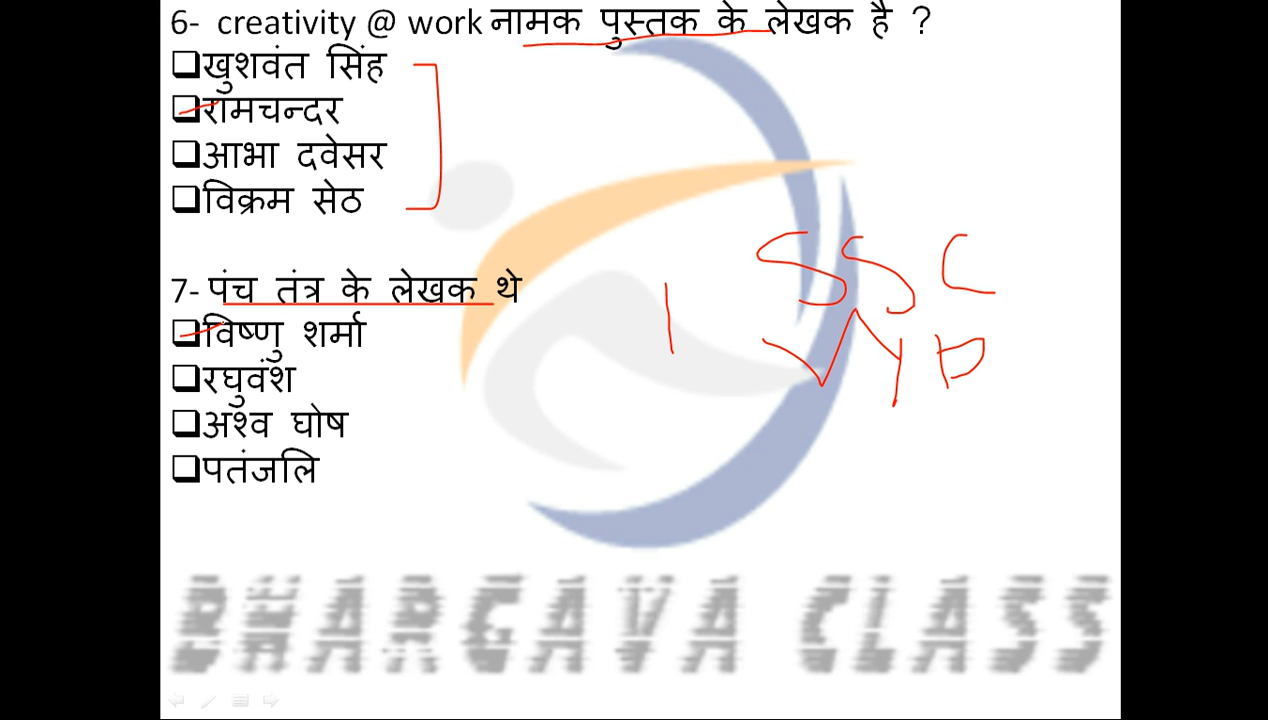 6- creativity @ work नामक पुस्तक के लेखक है ?
खुशवंत सिंह
रामचन्दर
आभा दवेसर
विक्रम सेठ
7- पंच तंत्र के लेखक थे
विष्णु शर्मा
रघुवंश
अश्व घोष
पतंजलि
SSC
VYP
BHARGAVA CLASS